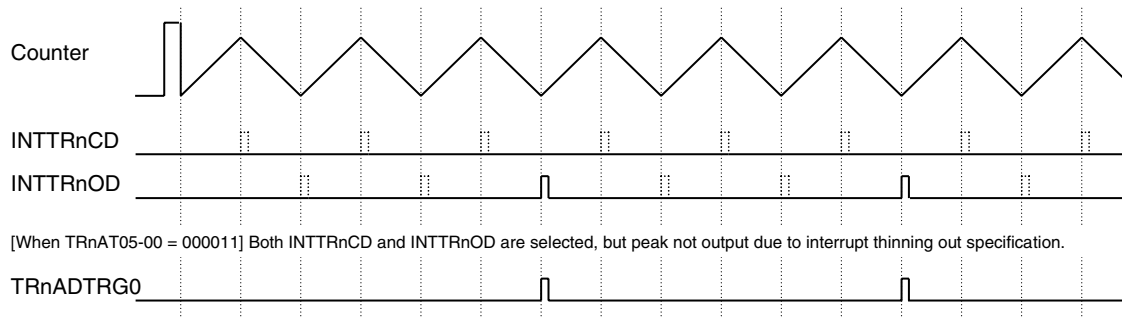 Counter
INTTRnCD
INTTRnOD
[When TRnAT05-00 = 000011] Both INTTRnCD and INTTRnOD are selected, but peak not output due to interrupt thinning out specification.
TRnADTRG0